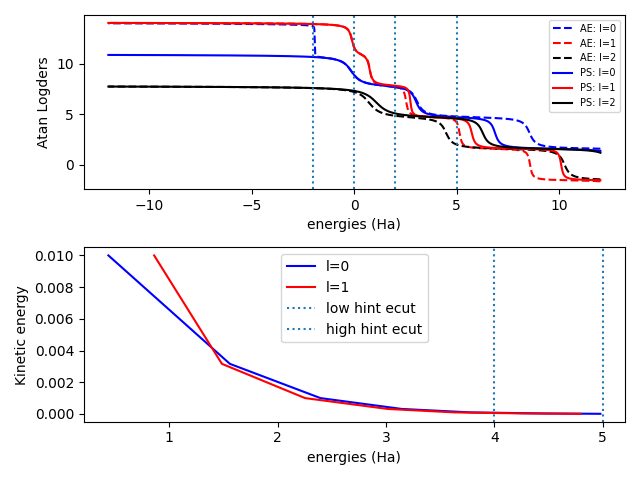 Atan Logders
10
5
0
AE: l=0
AE: l=1
AE: l=2
PS: l=0
PS: l=1
PS: l=2
−10 −5 0 5 10
energies (Ha)
Kinetic energy
0.010
0.008
0.006
0.004
0.002
0.000
l=0
l=1
low hint ecut
high hint ecut
1 2 3 4 5
energies (Ha)